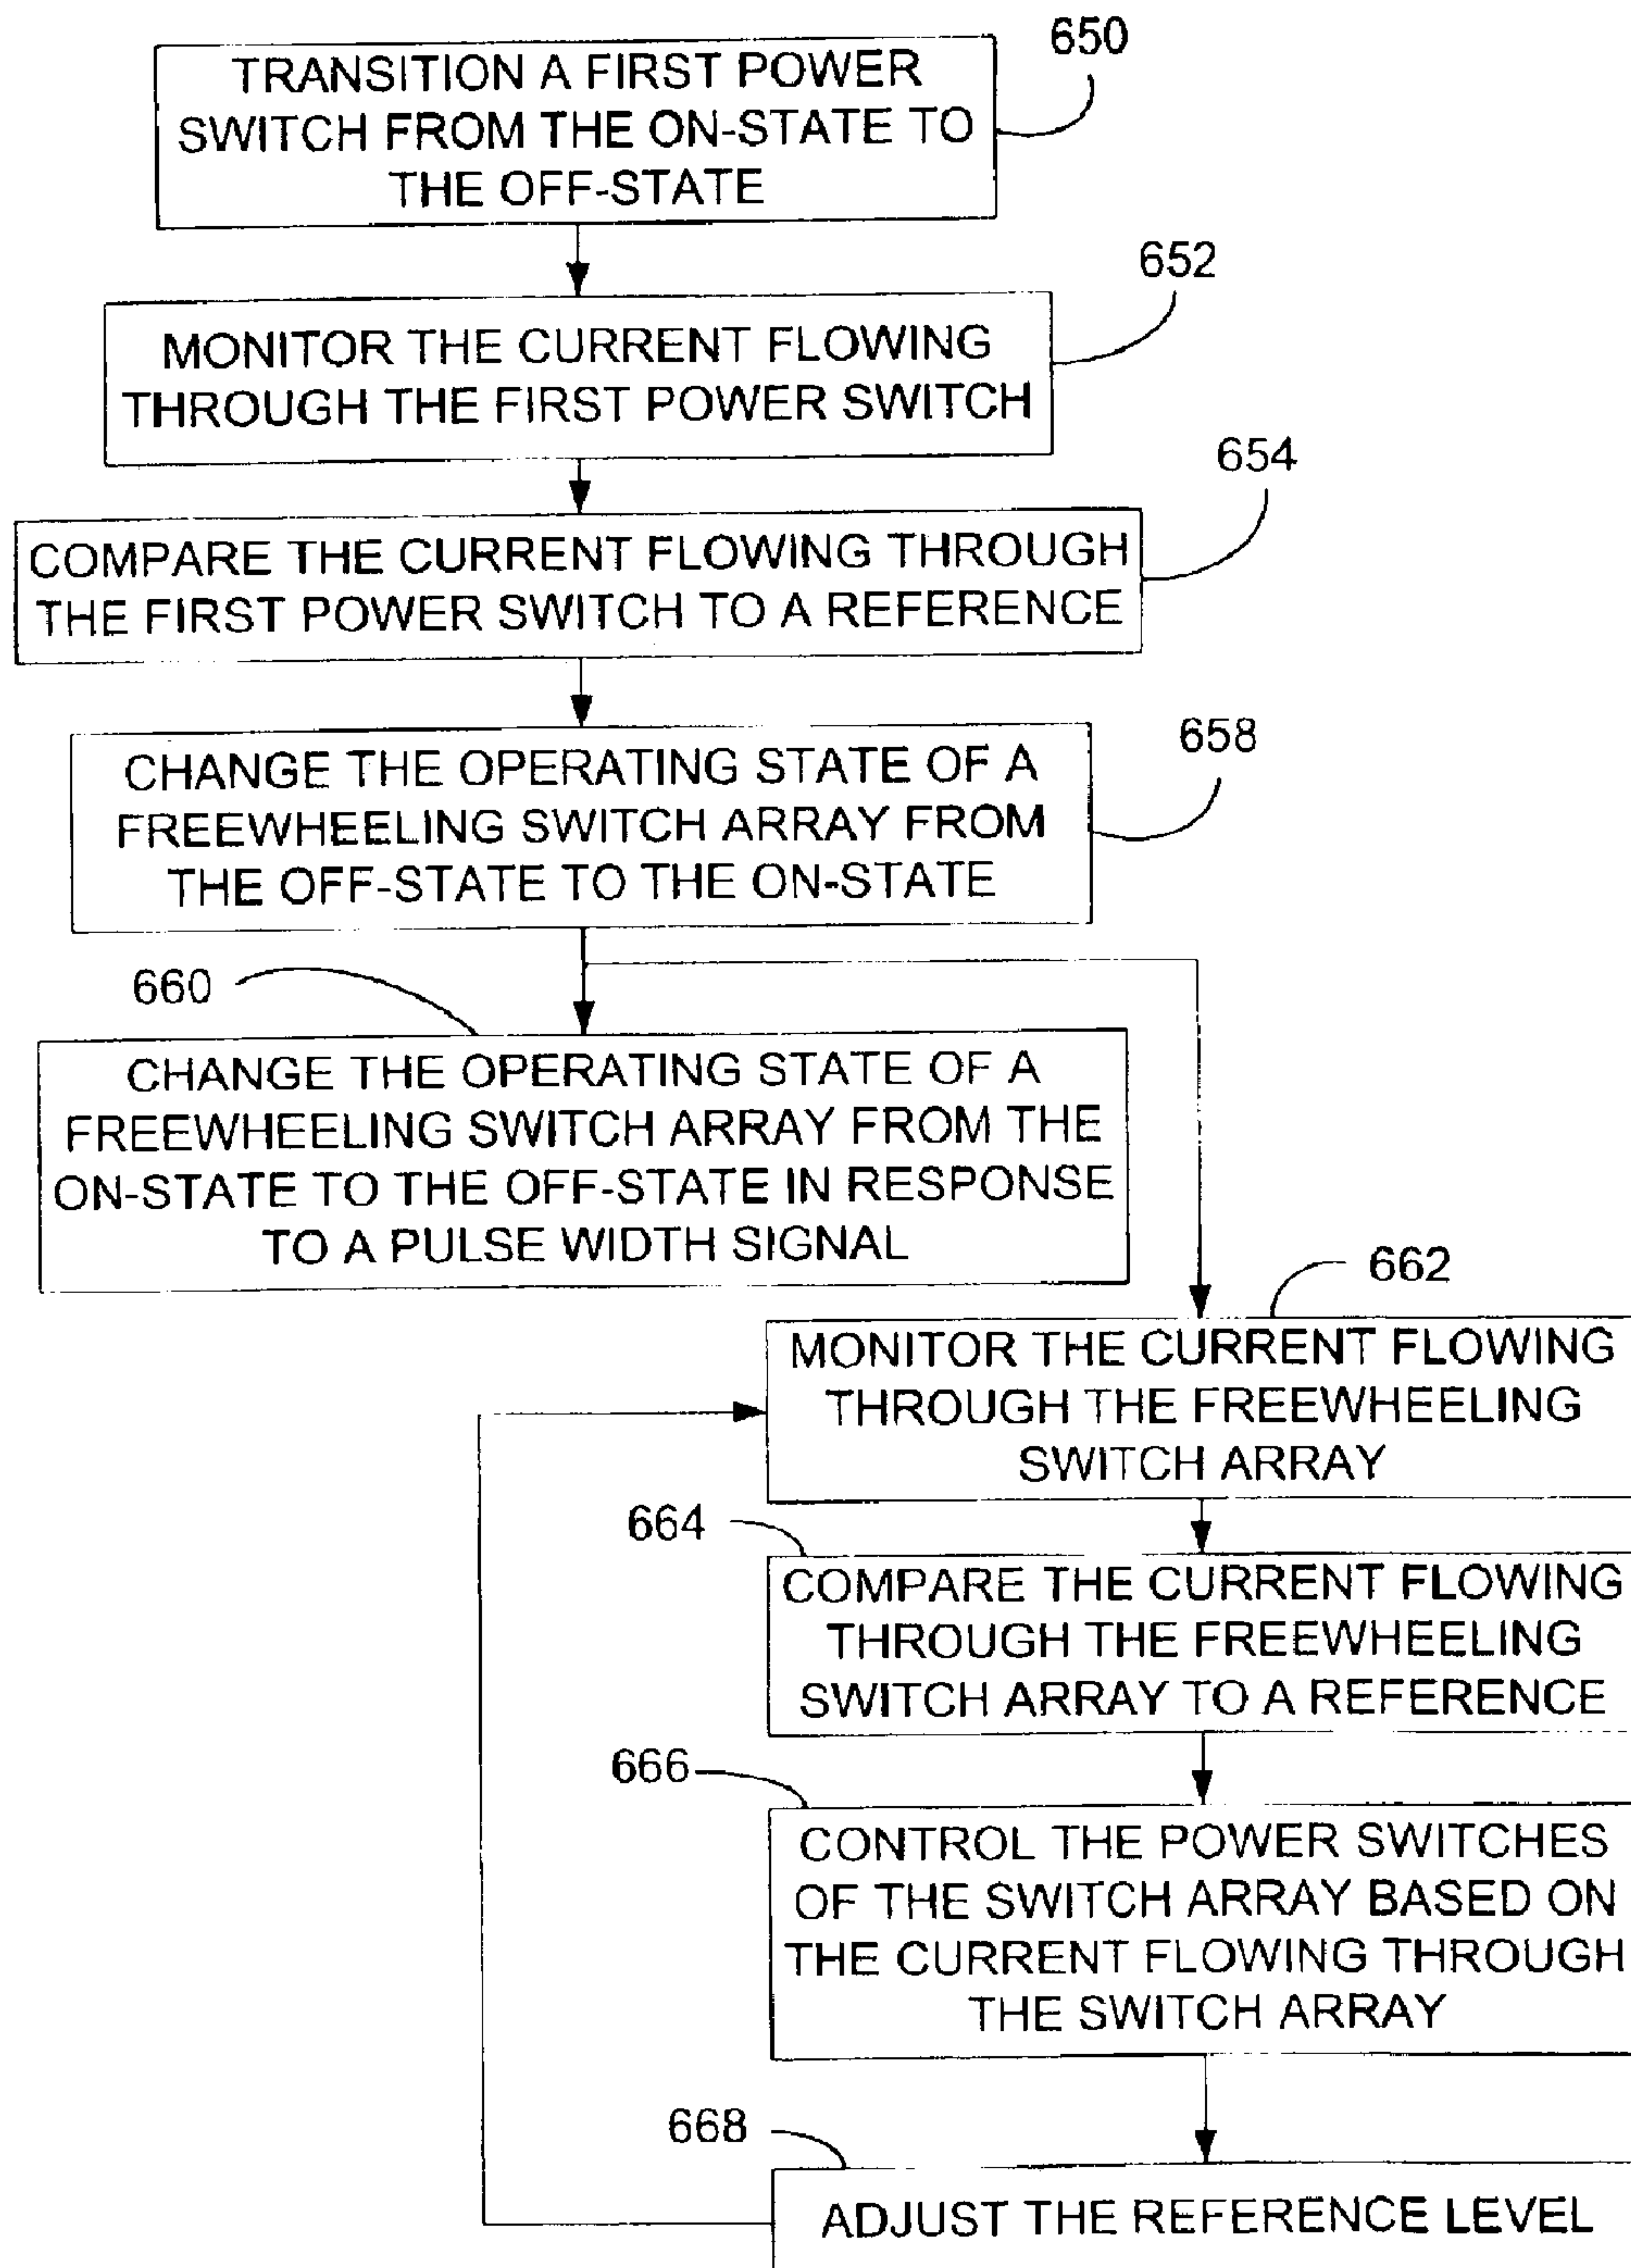 650
TRANSITION A FIRST POWER
SWITCH FROM THE ON-STATE TO
THE OFF-STATE
652
MONITOR THE CURRENT FLOWING
THROUGH THE FIRST POWER SWITCH
654
COMPARE THE CURRENT FLOWING THROUGH
THE FIRST POWER SWITCH TO A REFERENCE
658
CHANGE THE OPERATING STATE OF A
FREEWHEELING SWITCH ARRAY FROM
THE OFF-STATE TO THE ON-STATE
660
CHANGE THE OPERATING STATE OF A
FREEWHEELING SWITCH ARRAY FROM THE
ON-STATE TO THE OFF-STATE IN RESPONSE
TO A PULSE WIDTH SIGNAL
662
MONITOR THE CURRENT FLOWING
THROUGH THE FREEWHEELING
SWITCH ARRAY
664
COMPARE THE CURRENT FLOWING
THROUGH THE FREEWHEELING
SWITCH ARRAY TO A REFERENCE
666
CONTROL THE POWER SWITCHES
OF THE SWITCH ARRAY BASED ON
THE CURRENT FLOWING THROUGH
THE SWITCH ARRAY
668
ADJUST THE REFERENCE LEVEL